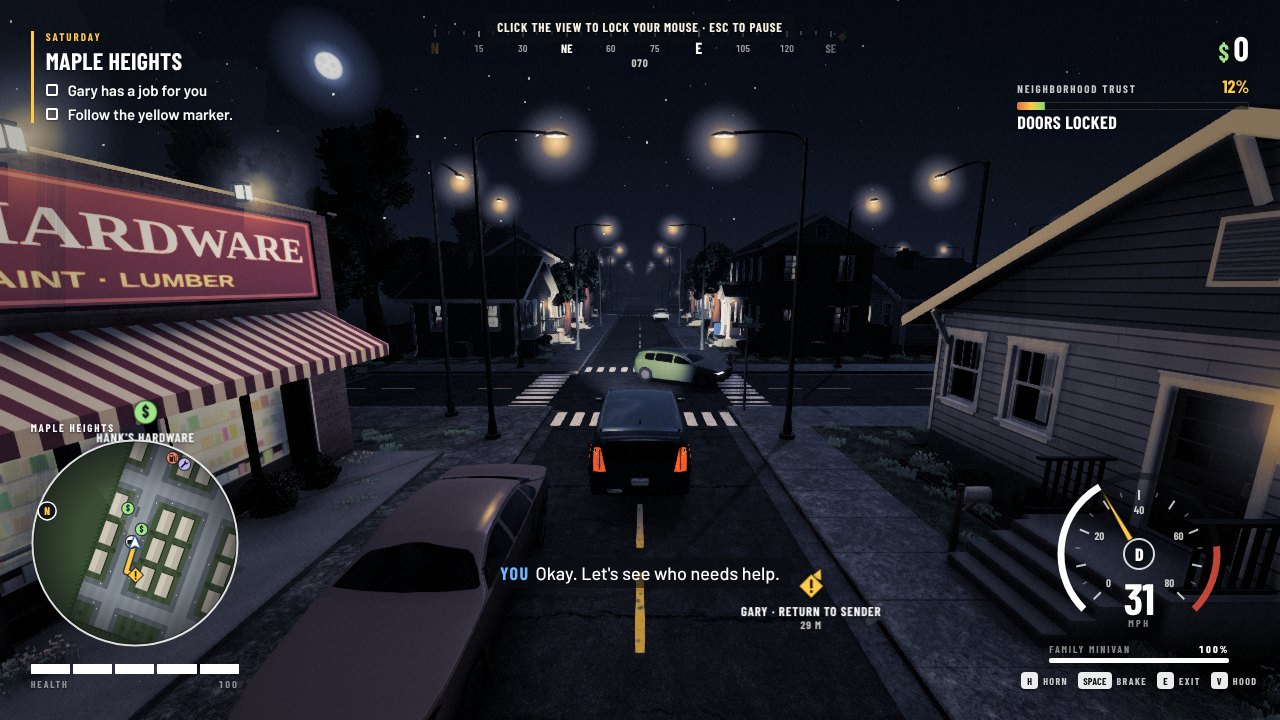 CLICK THE VIEW TO LOCK YOUR MOUSE · ESC TO PAUSE
N 15 30 NE 60 75 E 105 120 SE
070
SATURDAY
MAPLE HEIGHTS
Gary has a job for you
Follow the yellow marker.
$0
NEIGHBORHOOD TRUST 12%
DOORS LOCKED
HARDWARE
PAINT · LUMBER
$
MAPLE HEIGHTS
HANK'S HARDWARE
N
$
$
!
HEALTH 100
YOU Okay. Let's see who needs help.
!
GARY · RETURN TO SENDER
29 M
0 20 40 60 80
D
31
MPH
FAMILY MINIVAN 100%
H HORN SPACE BRAKE E EXIT V HOOD